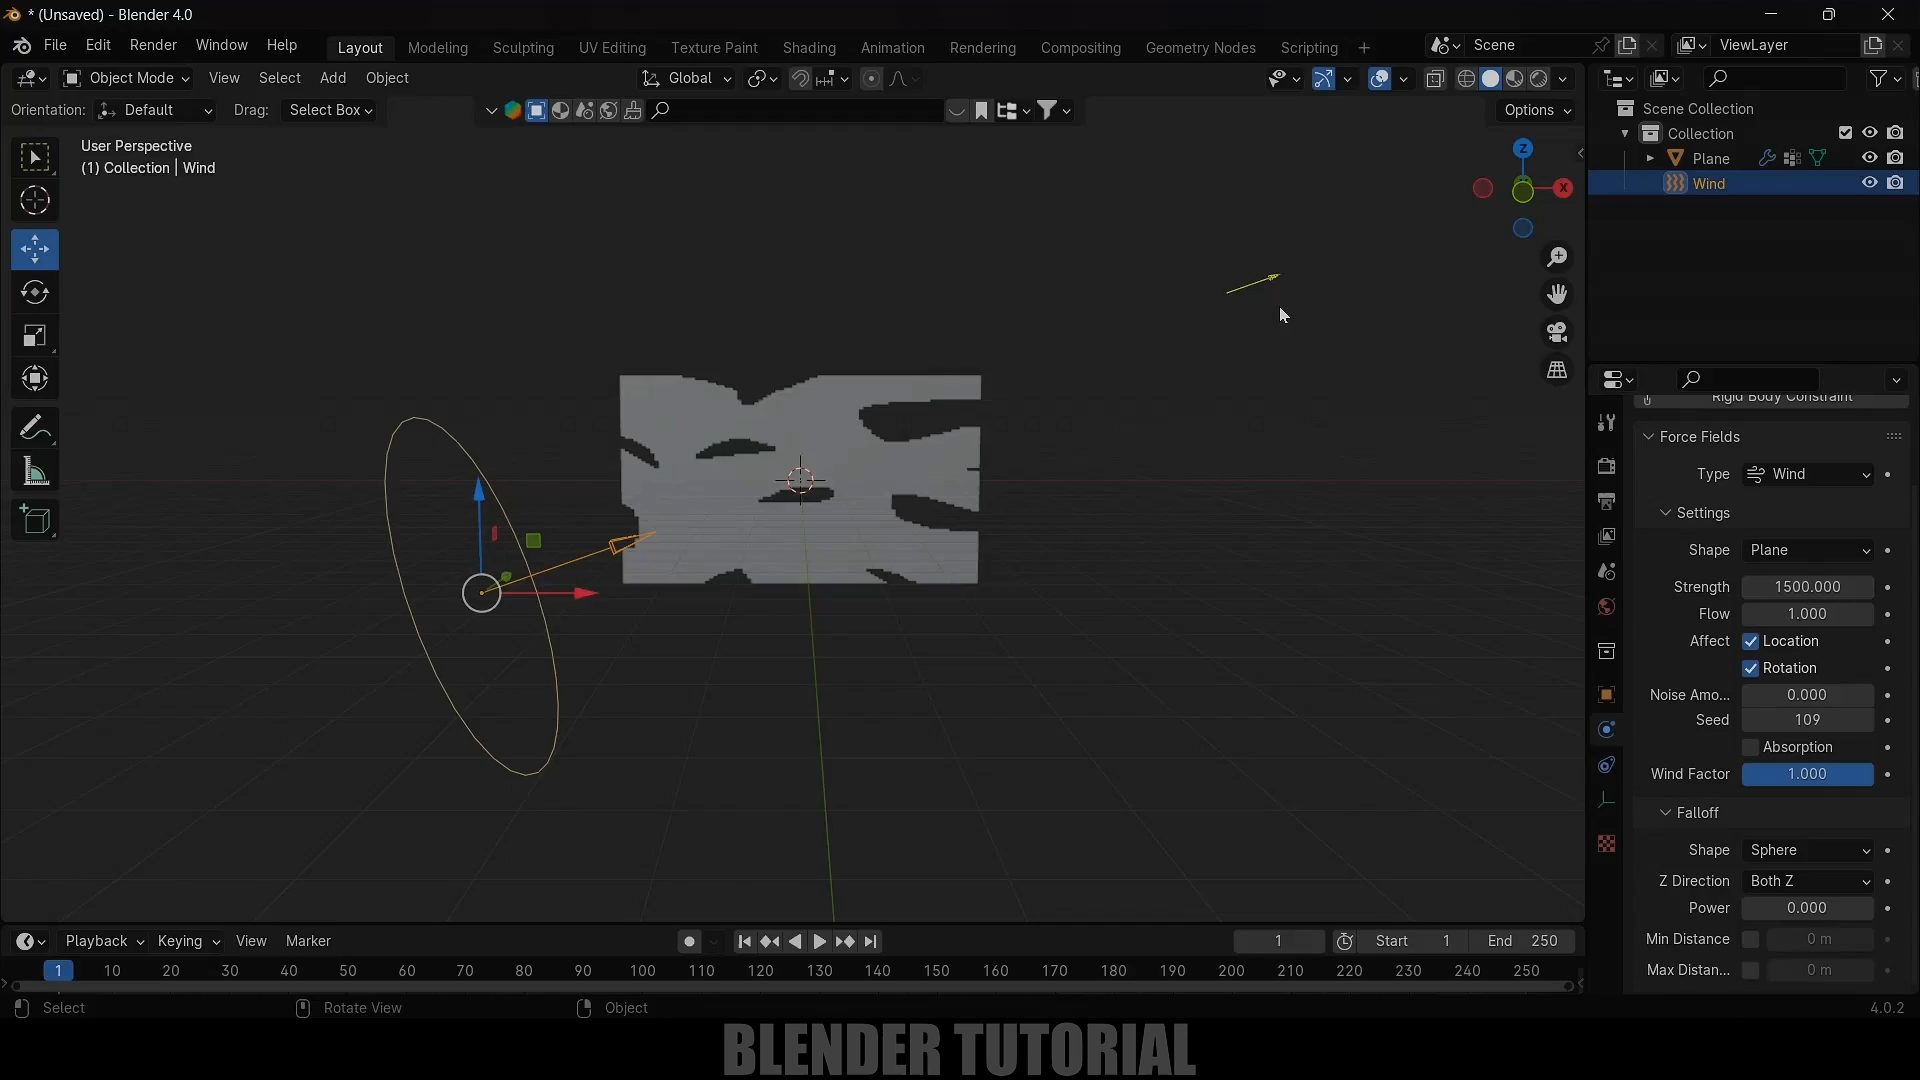 * (Unsaved) - Blender 4.0
File Edit Render Window Help
Layout Modeling Sculpting UV Editing Texture Paint Shading Animation Rendering Compositing Geometry Nodes Scripting +
Scene
ViewLayer
Object Mode View Select Add Object
Global
Orientation: Default Drag: Select Box
Options
User Perspective
(1) Collection | Wind
Z
X
Scene Collection
Collection
Plane
Wind
Rigid Body Constraint
Force Fields
Type Wind
Settings
Shape Plane
Strength 1500.000
Flow 1.000
Affect Location
Rotation
Noise Amo... 0.000
Seed 109
Absorption
Wind Factor 1.000
Falloff
Shape Sphere
Z Direction Both Z
Power 0.000
Min Distance 0 m
Max Distan... 0 m
Playback Keying View Marker
1 Start 1 End 250
1 10 20 30 40 50 60 70 80 90 100 110 120 130 140 150 160 170 180 190 200 210 220 230 240 250
Select Rotate View Object 4.0.2
BLENDER TUTORIAL